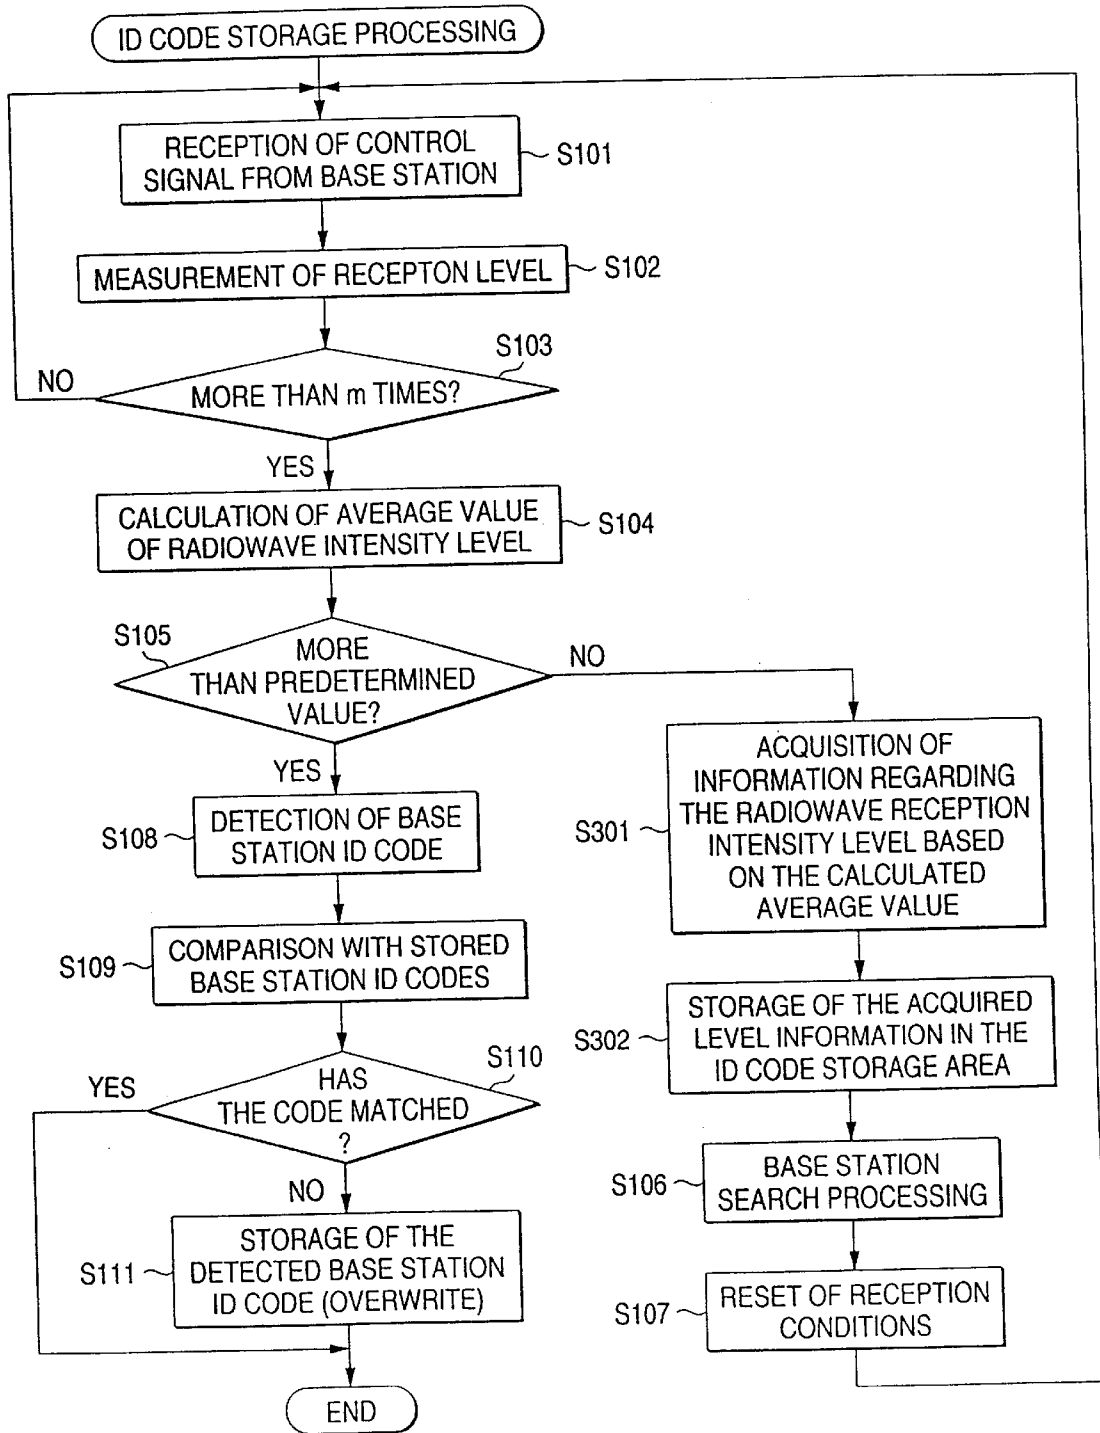 ID CODE STORAGE PROCESSING
RECEPTION OF CONTROL
SIGNAL FROM BASE STATION
S101
MEASUREMENT OF RECEPTON LEVEL
S102
S103
NO
MORE THAN m TIMES?
YES
CALCULATION OF AVERAGE VALUE
OF RADIOWAVE INTENSITY LEVEL
S104
S105
MORE
THAN PREDETERMINED
VALUE?
NO
YES
S108
DETECTION OF BASE
STATION ID CODE
S109
COMPARISON WITH STORED
BASE STATION ID CODES
S110
YES
HAS
THE CODE MATCHED
?
NO
S111
STORAGE OF THE
DETECTED BASE STATION
ID CODE (OVERWRITE)
END
S301
ACQUISITION OF
INFORMATION REGARDING
THE RADIOWAVE RECEPTION
INTENSITY LEVEL BASED
ON THE CALCULATED
AVERAGE VALUE
S302
STORAGE OF THE ACQUIRED
LEVEL INFORMATION IN THE
ID CODE STORAGE AREA
S106
BASE STATION
SEARCH PROCESSING
S107
RESET OF RECEPTION
CONDITIONS